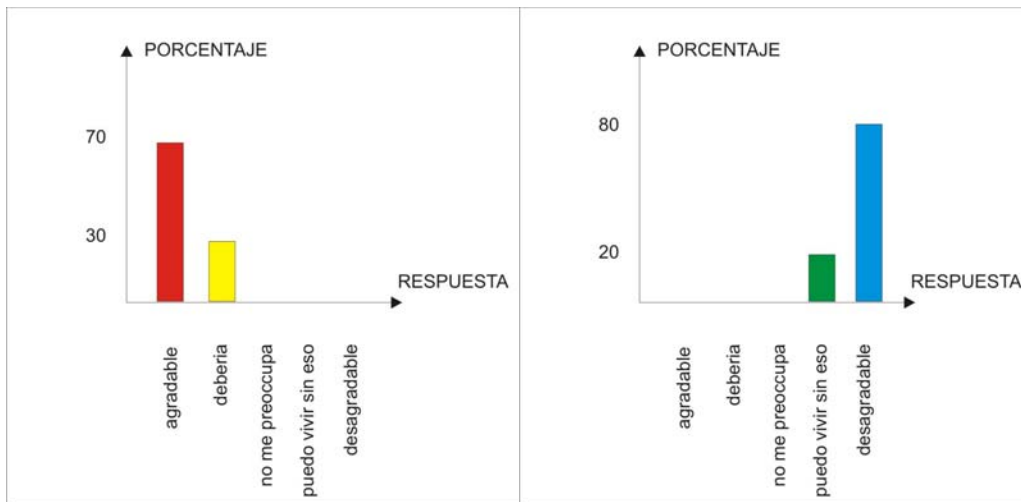 PORCENTAJE
70
30
RESPUESTA
agradable
deberia
no me preoccupa
puedo vivir sin eso
desagradable
PORCENTAJE
80
20
RESPUESTA
agradable
deberia
no me preoccupa
puedo vivir sin eso
desagradable